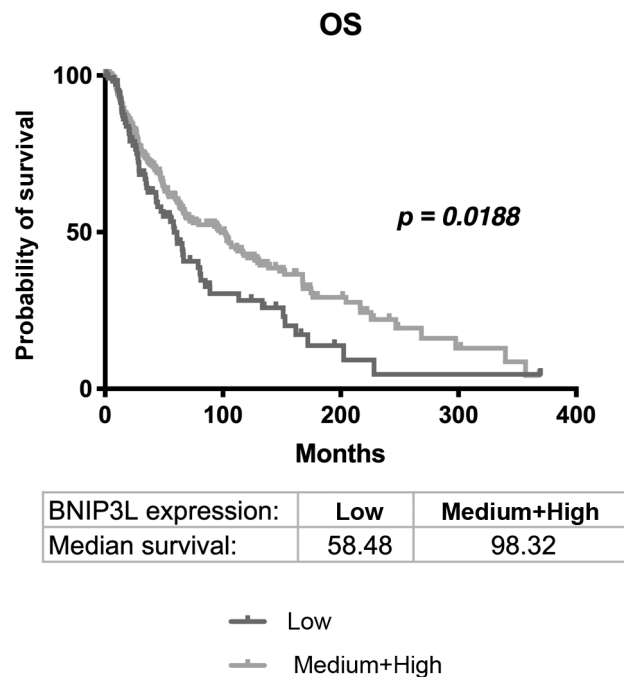 OS
Probability of survival
100
50
0
p = 0.0188
0 100 200 300 400
Months
BNIP3L expression: Low Medium+High
Median survival: 58.48 98.32
Low
Medium+High